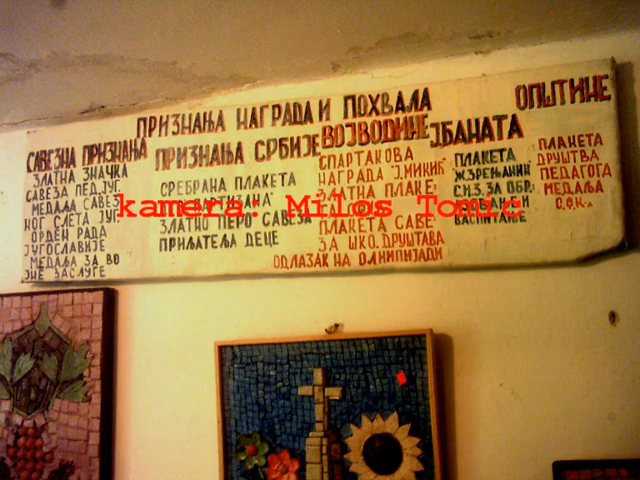 ПРИЗНАЊА НАГРАДА И ПОХВАЛА
САВЕЗНА ПРИЗНАЊА
ЗЛАТНА ЗНАЧКА
САВЕЗА ПЕД. ЈУГ.
МЕДАЉА САВЕЗ
НОГ СЛЕТА ЈУГ.
ОРДЕН РАДА
ЈУГОСЛАВИЈЕ
МЕДАЉА ЗА ВО
ЈНЕ ЗАСЛУГЕ
ПРИЗНАЊА СРБИЈЕ
СРЕБРАНА ПЛАКЕТА
ЗЛАТНО ПЕРО САВЕЗА
ПРИЈАТЕЉА ДЕЦЕ
ВОЈВОДИНЕ
СПАРТАКОВА
НАГРАДА "Ј.МИКИЋ"
ЗЛАТНА ПЛАКЕ-
ПЛАКЕТА САВЕ
ЗА ШКО. ДРУШТАВА
ОДЛАЗАК НА ОЛИМПИЈАДИ
Ј БАНАТА
ПЛАКЕТА
"Ж.ЗРЕЊАНИН"
С.И.З. ЗА ОБР.
ВАСПИТАЊЕ
ОПШТИНЕ
ПЛАКЕТА
ДРУШТВА
ПЕДАГОГА
МЕДАЉА
kamera: Milos Tomic